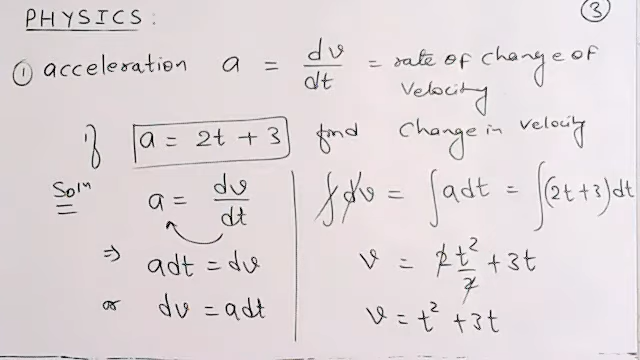 PHYSICS:
3
① acceleration a = dv/dt = rate of change of
velocity
if a = 2t + 3 find change in velocity
Soln
a = dv/dt
⇒ adt = dv
or dv = adt
∫dv = ∫adt = ∫(2t+3)dt
v = 2t²/2 + 3t
v = t² + 3t